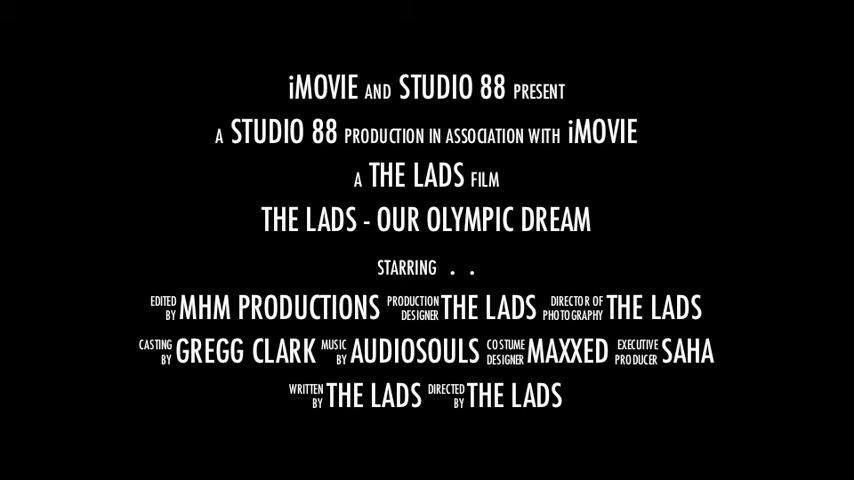 iMOVIE AND STUDIO 88 PRESENT
A STUDIO 88 PRODUCTION IN ASSOCIATION WITH iMOVIE
A THE LADS FILM
THE LADS - OUR OLYMPIC DREAM
STARRING . .
EDITED BY MHM PRODUCTIONS PRODUCTION DESIGNER THE LADS DIRECTOR OF PHOTOGRAPHY THE LADS
CASTING BY GREGG CLARK MUSIC BY AUDIOSOULS COSTUME DESIGNER MAXXED EXECUTIVE PRODUCER SAHA
WRITTEN BY THE LADS DIRECTED BY THE LADS